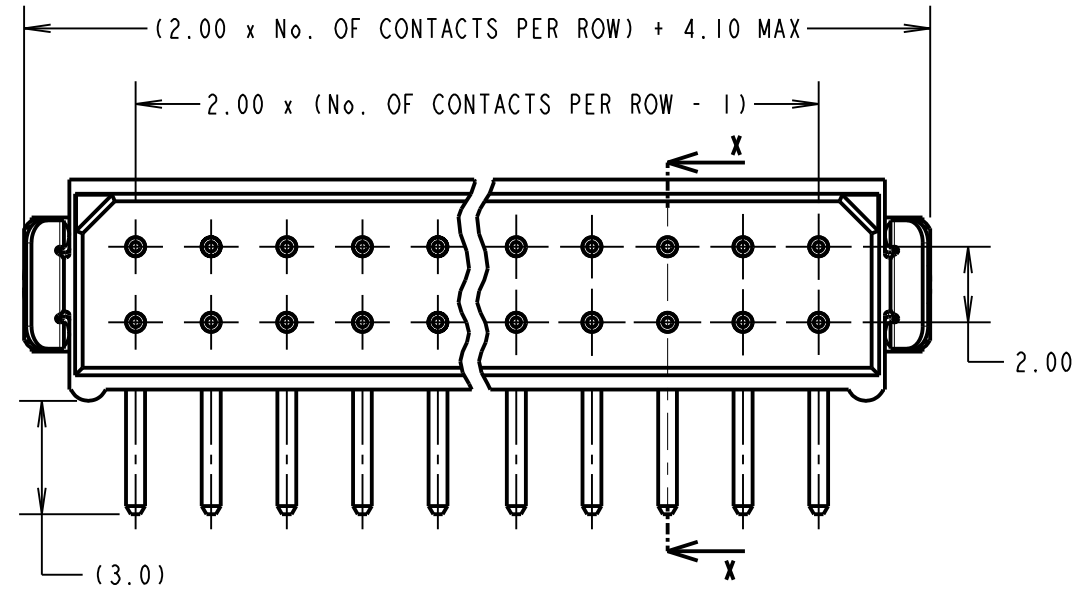 (2.00 x No. OF CONTACTS PER ROW) + 4.10 MAX
2.00 x (No. OF CONTACTS PER ROW - 1)
X
2.00
X
(3.0)